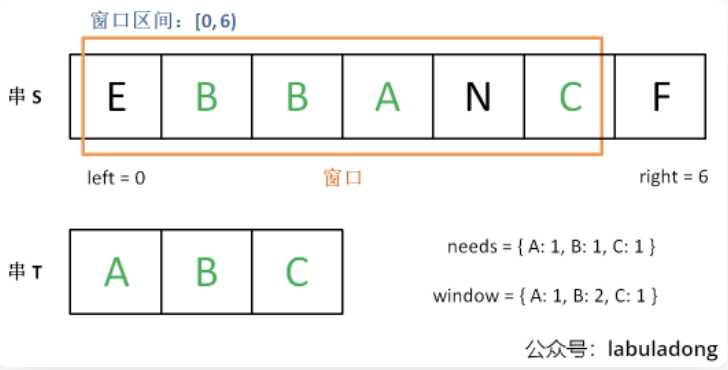 窗口区间：[0, 6)
串 S
E B B A N C F
left = 0
窗口
right = 6
串 T
A B C
needs = { A: 1, B: 1, C: 1 }
window = { A: 1, B: 2, C: 1 }
公众号：labuladong